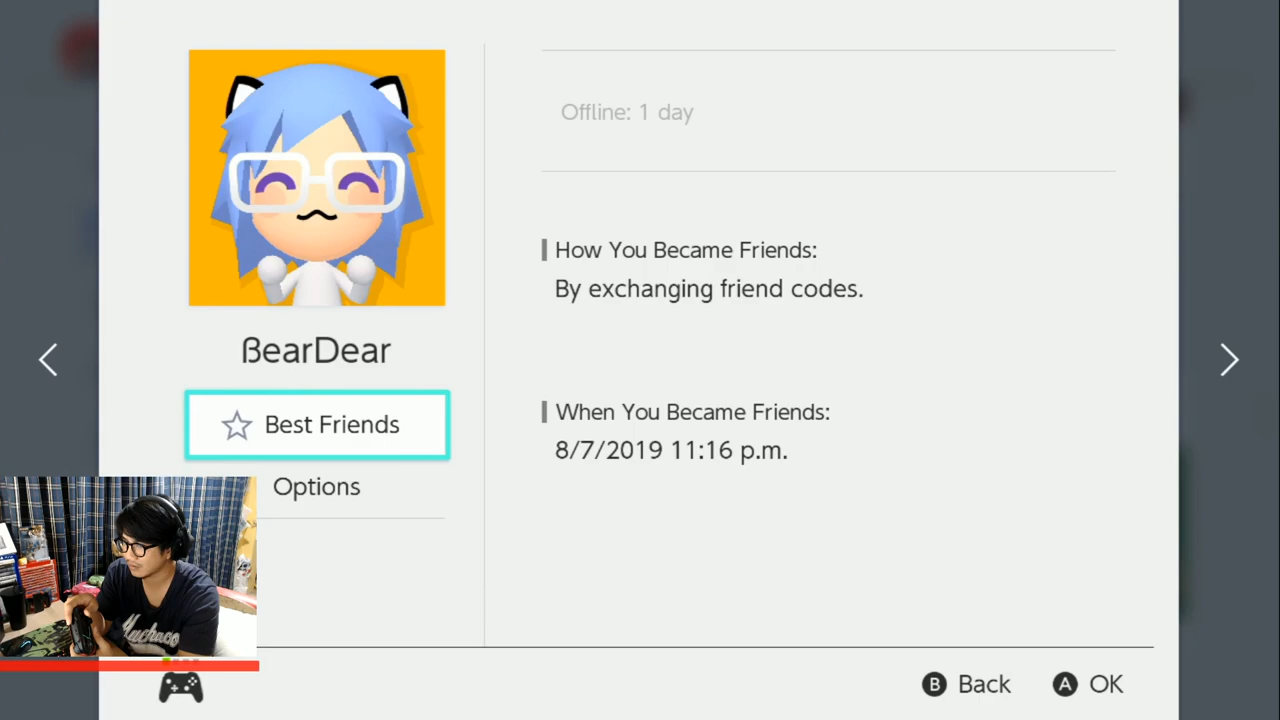 Offline: 1 day
How You Became Friends:
By exchanging friend codes.
ßearDear
Best Friends
When You Became Friends:
8/7/2019 11:16 p.m.
Options
Muchaco
B Back
A OK